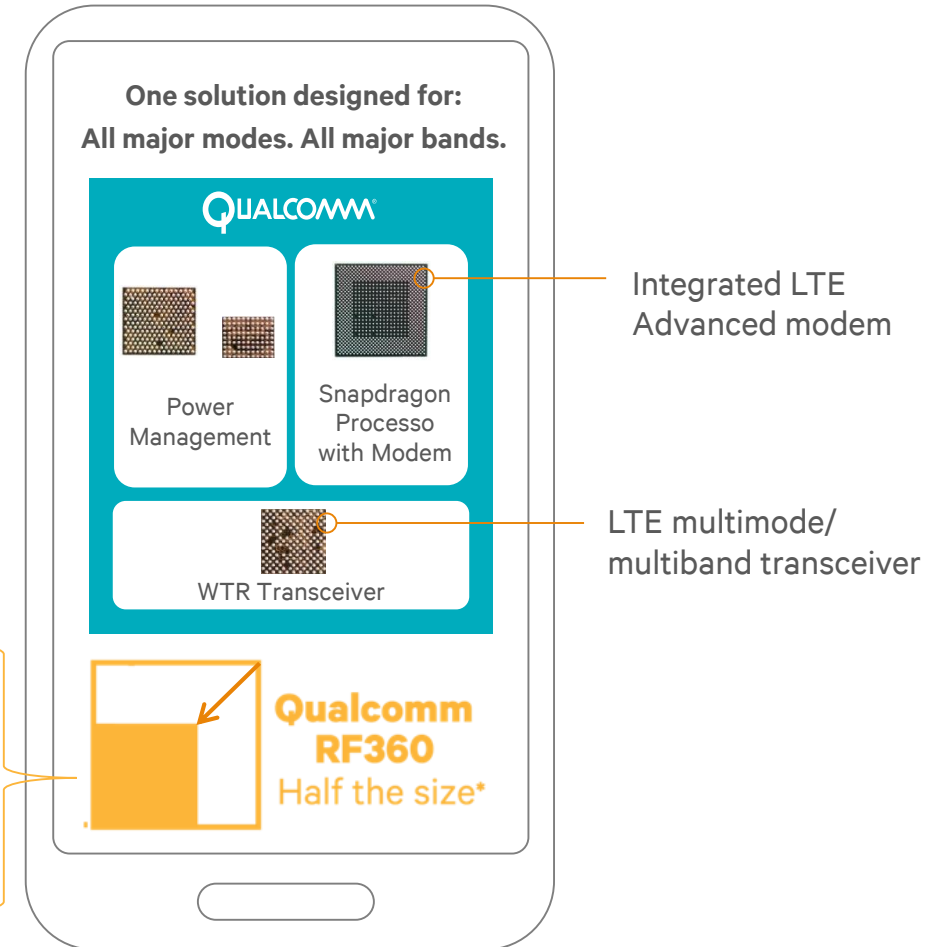 One solution designed for:
All major modes. All major bands.
QUALCOMM®
Power
Management
Snapdragon
Processo
with Modem
Integrated LTE
Advanced modem
WTR Transceiver
LTE multimode/
multiband transceiver
Qualcomm
RF360
Half the size*